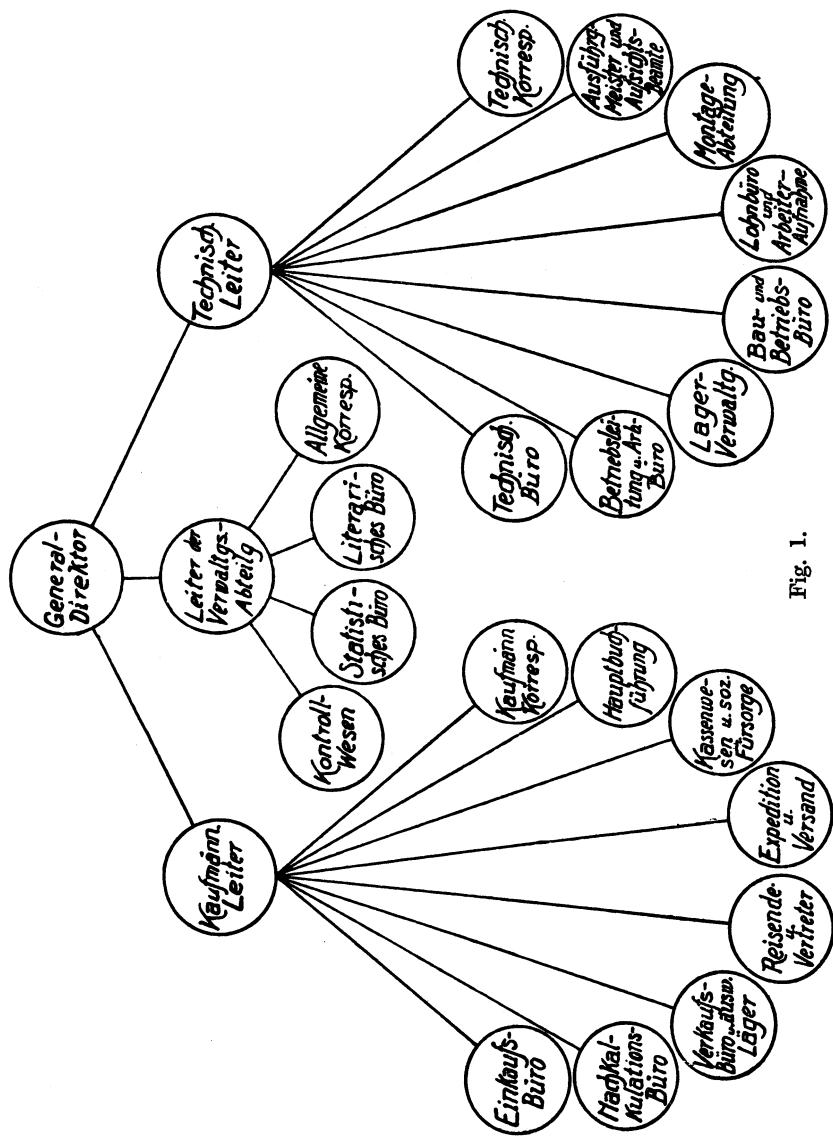 General-
Direktor
Kaufmänn.
Leiter
Leiter der
Verwaltgs-
Abteilg
Technisch.
Leiter
Kontroll-
Wesen
Statisti-
sches Büro
Literari-
sches Büro
Allgemeine
Korresp.
Einkaufs-
Büro
Nachkal-
kulations-
Büro
Verkaufs-
Büro und ausw.
Läger
Reisende
u.
Vertreter
Expedition
u.
Versand
Kassenwe-
sen u. soz.
Fürsorge
Hauptbuch-
führung
Kaufmänn
Korresp.
Technisch.
Büro
Betriebslei-
tung u. Arb.
Büro
Lager-
Verwaltg.
Bau- und
Betriebs-
Büro
Lohnbüro
und
Arbeiter-
Aufnahme
Montage-
Abteilung
Ausführg.
Meister und
Aufsichts-
Beamte
Technisch.
Korresp.
Fig. 1.